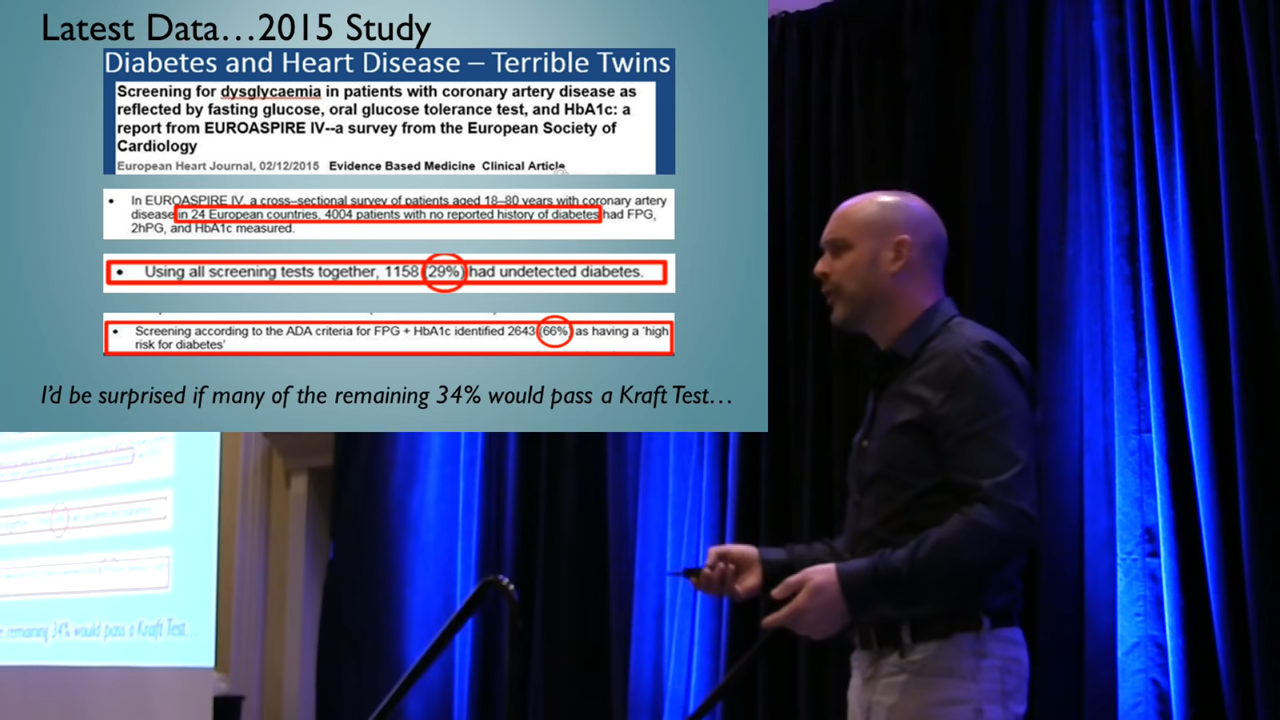 Latest Data...2015 Study
Diabetes and Heart Disease – Terrible Twins
Screening for dysglycaemia in patients with coronary artery disease as
reflected by fasting glucose, oral glucose tolerance test, and HbA1c: a
report from EUROASPIRE IV--a survey from the European Society of
Cardiology
European Heart Journal, 02/12/2015 Evidence Based Medicine Clinical Article
• In EUROASPIRE IV, a cross–sectional survey of patients aged 18–80 years with coronary artery
disease in 24 European countries, 4004 patients with no reported history of diabetes had FPG,
2hPG, and HbA1c measured.
• Using all screening tests together, 1158 (29%) had undetected diabetes.
• Screening according to the ADA criteria for FPG + HbA1c identified 2643 (66%) as having a 'high
risk for diabetes'
I'd be surprised if many of the remaining 34% would pass a Kraft Test...
remaining 34% would pass a Kraft Test...